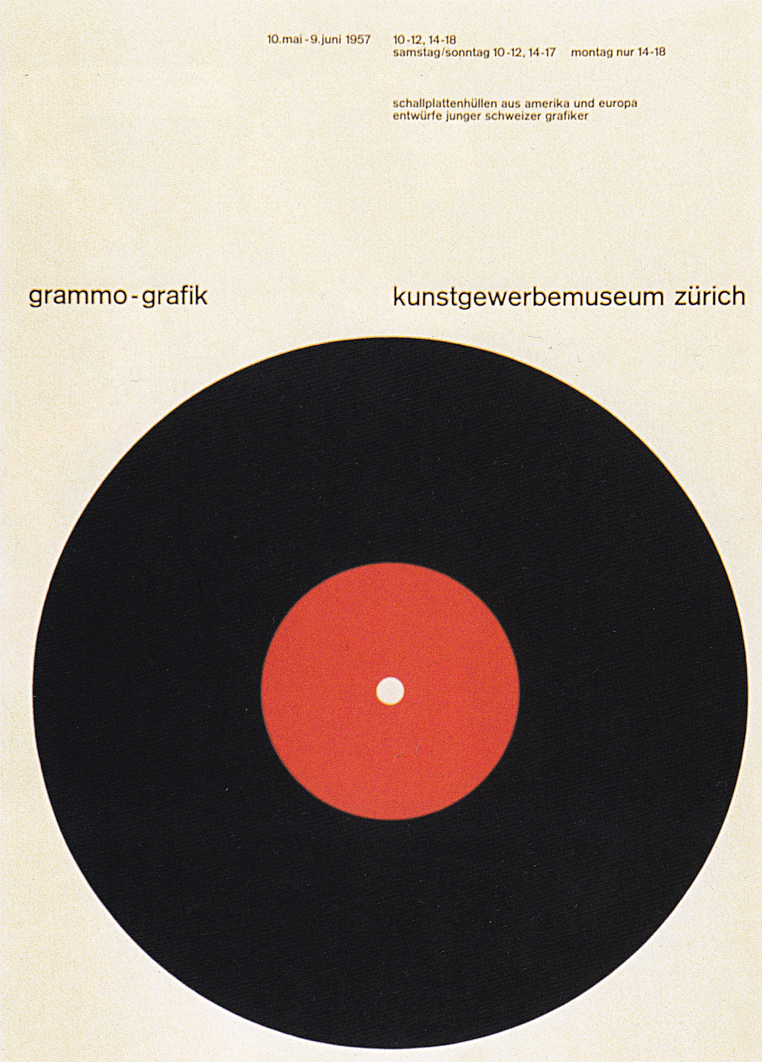 10.mai - 9.juni 1957
10-12, 14-18
samstag/sonntag 10-12, 14-17 montag nur 14-18
schallplattenhüllen aus amerika und europa
entwürfe junger schweizer grafiker
grammo-grafik
kunstgewerbemuseum zürich